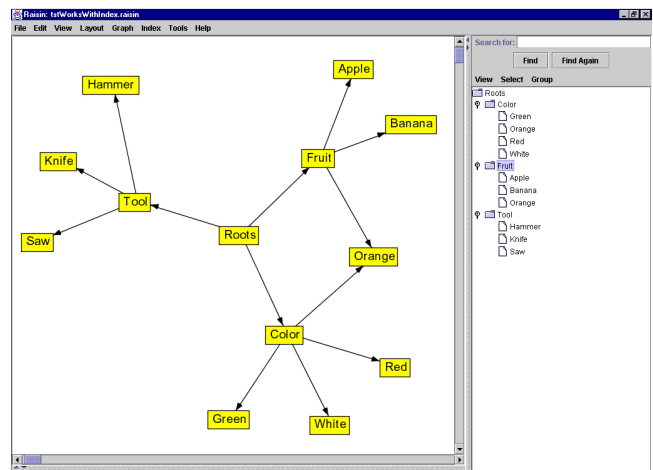 Raisin: tstWorksWithIndex.raisin
File Edit View Layout Graph Index Tools Help
Apple
Hammer
Banana
Fruit
Knife
Tool
Roots
Saw
Orange
Color
Red
Green
White
Search for:
Find Find Again
View Select Group
Roots
Color
Green
Orange
Red
White
Fruit
Apple
Banana
Orange
Tool
Hammer
Knife
Saw